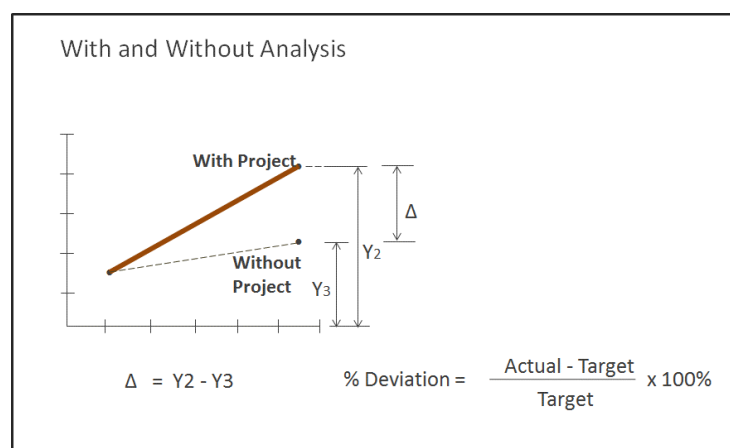 With and Without Analysis
With Project
Δ
Y2
Without
Project
Y3
Δ = Y2 - Y3
% Deviation = Actual - Target x 100%
Target